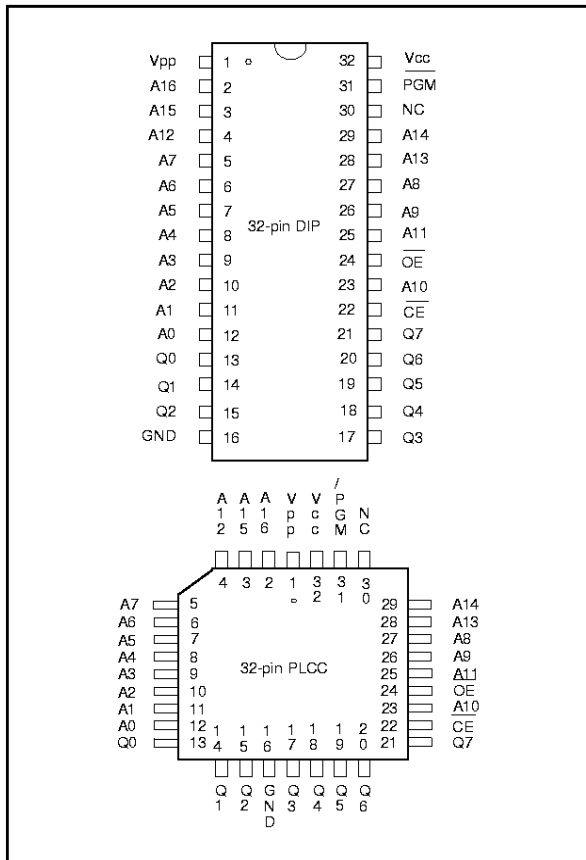 Vpp 1 32 Vcc
A16 2 31 P̅G̅M̅
A15 3 30 NC
A12 4 29 A14
A7 5 28 A13
A6 6 27 A8
A5 7 26 A9
A4 8 25 A11
A3 9 24 O̅E̅
A2 10 23 A10
A1 11 22 C̅E̅
A0 12 21 Q7
Q0 13 20 Q6
Q1 14 19 Q5
Q2 15 18 Q4
GND 16 17 Q3
32-pin DIP
A12 A15 A16 Vpp Vcc /PGM NC
4 3 2 1 32 31 30
A7 5 29 A14
A6 6 28 A13
A5 7 27 A8
A4 8 26 A9
A3 9 25 A11
A2 10 24 O̅E̅
A1 11 23 A10
A0 12 22 C̅E̅
Q0 13 21 Q7
32-pin PLCC
14 15 16 17 18 19 20
Q1 Q2 GND Q3 Q4 Q5 Q6